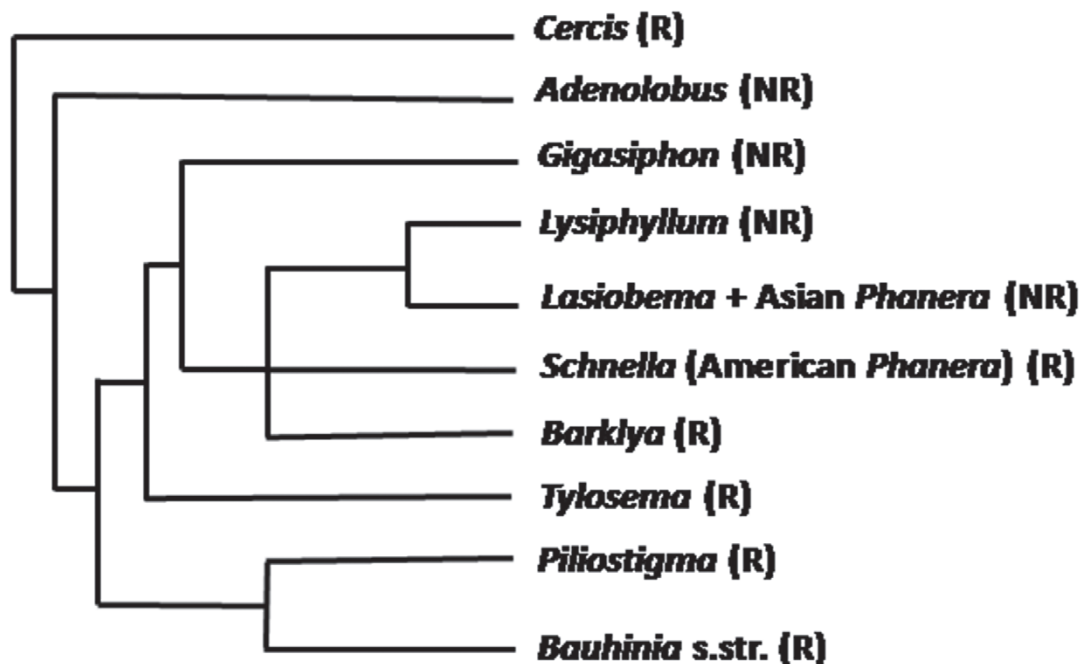 Cercis (R)
Adenolobus (NR)
Gigasiphon (NR)
Lysiphyllum (NR)
Lasiobema + Asian Phanera (NR)
Schnella (American Phanera) (R)
Barklya (R)
Tylosema (R)
Piliostigma (R)
Bauhinia s.str. (R)